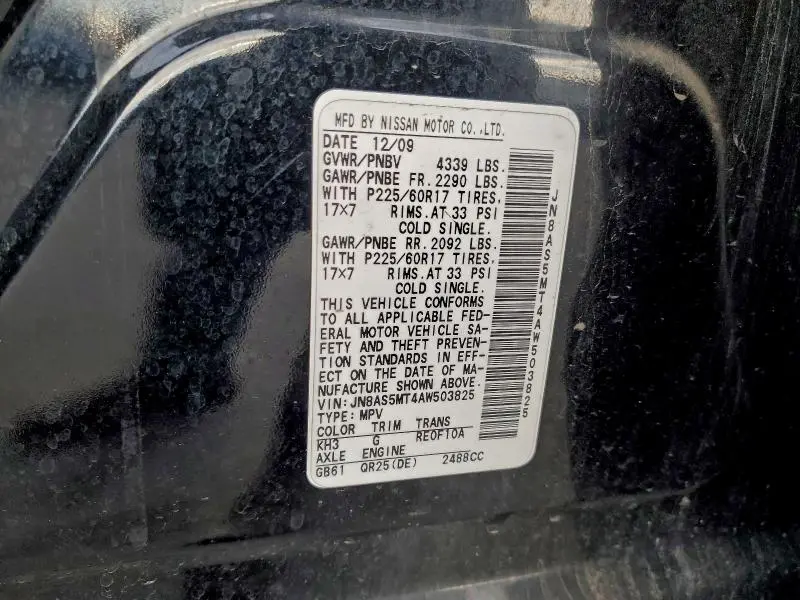 MFD BY NISSAN MOTOR CO.,LTD.
DATE 12/09
GVWR/PNBV 4339 LBS.
GAWR/PNBE FR.2290 LBS.
WITH P225/60R17 TIRES,
17×7 RIMS.AT 33 PSI
COLD SINGLE.
GAWR/PNBE RR.2092 LBS.
WITH P225/60R17 TIRES,
17×7 RIMS.AT 33 PSI
COLD SINGLE.
THIS VEHICLE CONFORMS
TO ALL APPLICABLE FED-
ERAL MOTOR VEHICLE SA-
FETY AND THEFT PREVEN-
TION STANDARDS IN EFF-
ECT ON THE DATE OF MA-
NUFACTURE SHOWN ABOVE.
VIN:JN8AS5MT4AW503825
TYPE:MPV
COLOR TRIM TRANS
KH3 G RE0F10A
AXLE ENGINE
GB61 QR25(DE) 2488CC
JN8AS5MT4AW503825